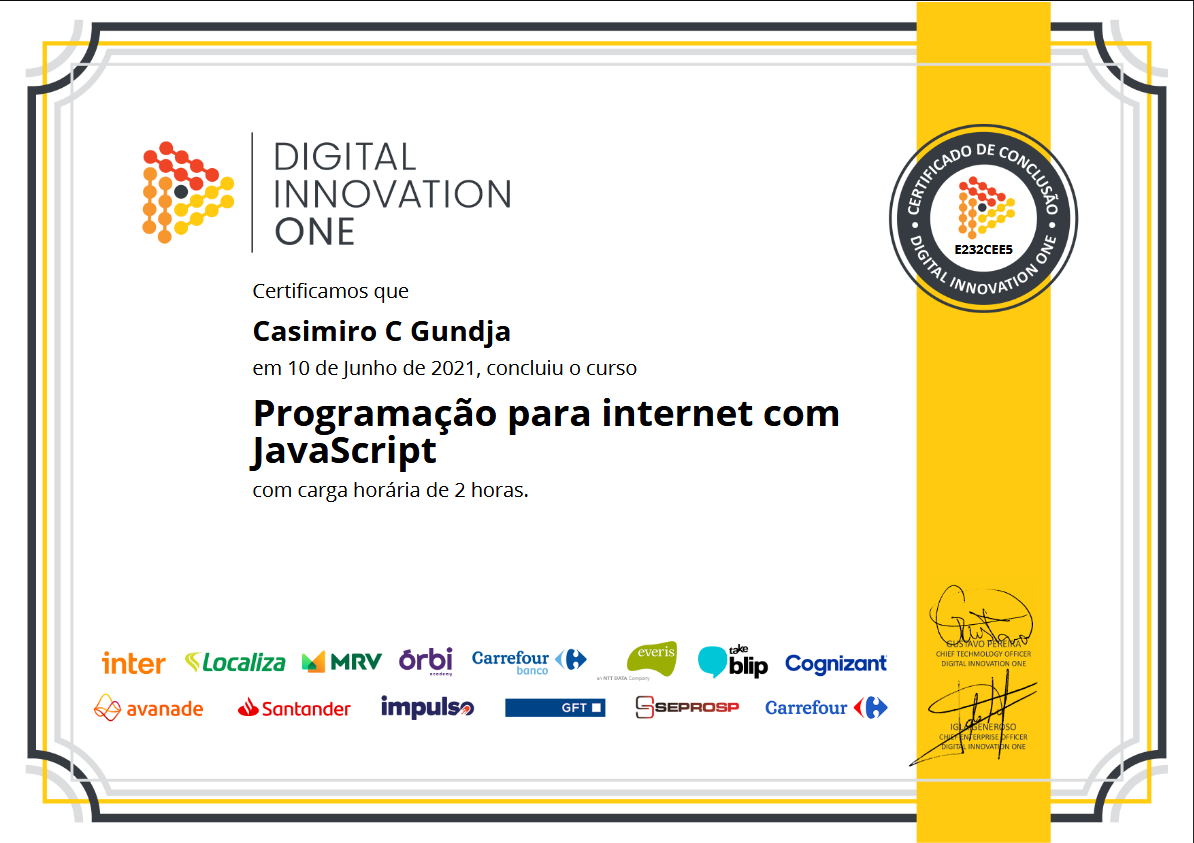 DIGITAL
INNOVATION
ONE
CERTIFICADO DE CONCLUSÃO
E232CEE5
DIGITAL INNOVATION ONE
Certificamos que
Casimiro C Gundja
em 10 de Junho de 2021, concluiu o curso
Programação para internet com
JavaScript
com carga horária de 2 horas.
inter Localiza MRV órbi academy Carrefour banco everis an NTT DATA Company take blip Cognizant
avanade Santander impulso GFT SEPROSP Carrefour
GUSTAVO PEREIRA
CHIEF TECHNOLOGY OFFICER
DIGITAL INNOVATION ONE
IGLÁ GENEROSO
CHIEF ENTERPRISE OFFICER
DIGITAL INNOVATION ONE